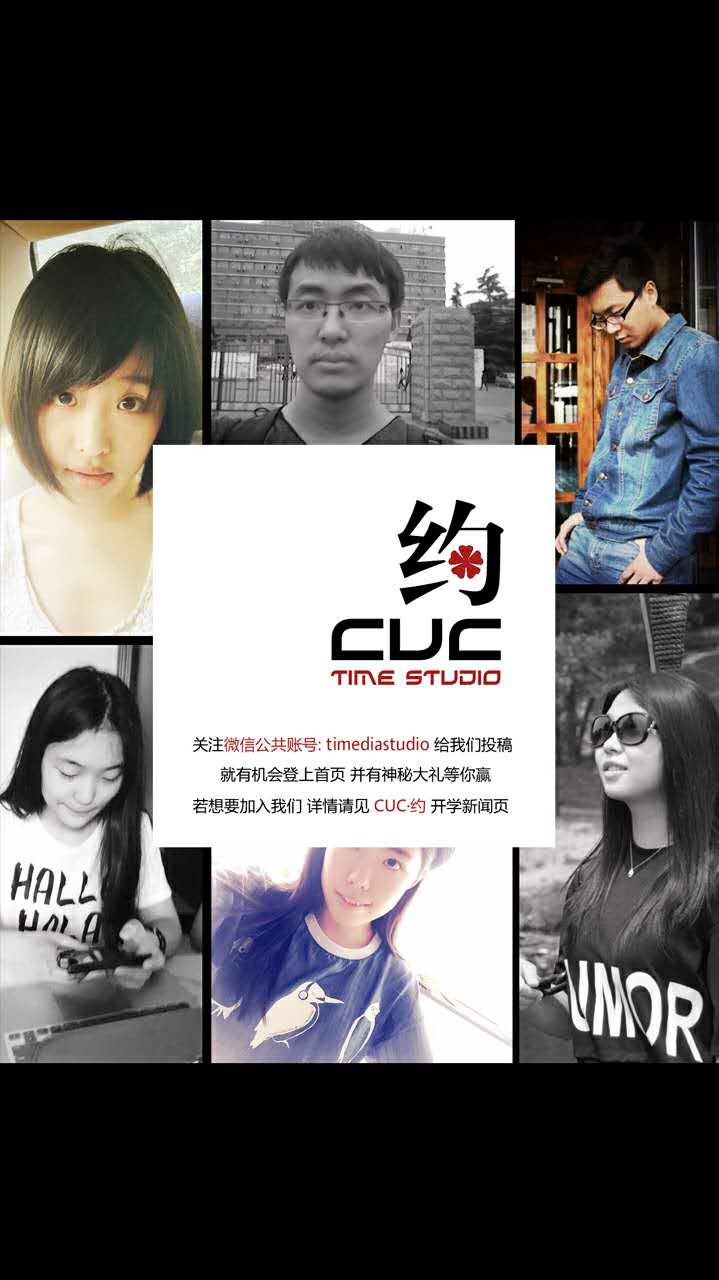 约
CUC
TIME STUDIO
关注微信公共账号: timediastudio 给我们投稿
就有机会登上首页 并有神秘大礼等你赢
若想要加入我们 详情请见 CUC·约 开学新闻页
HALL
HALA
UMOR